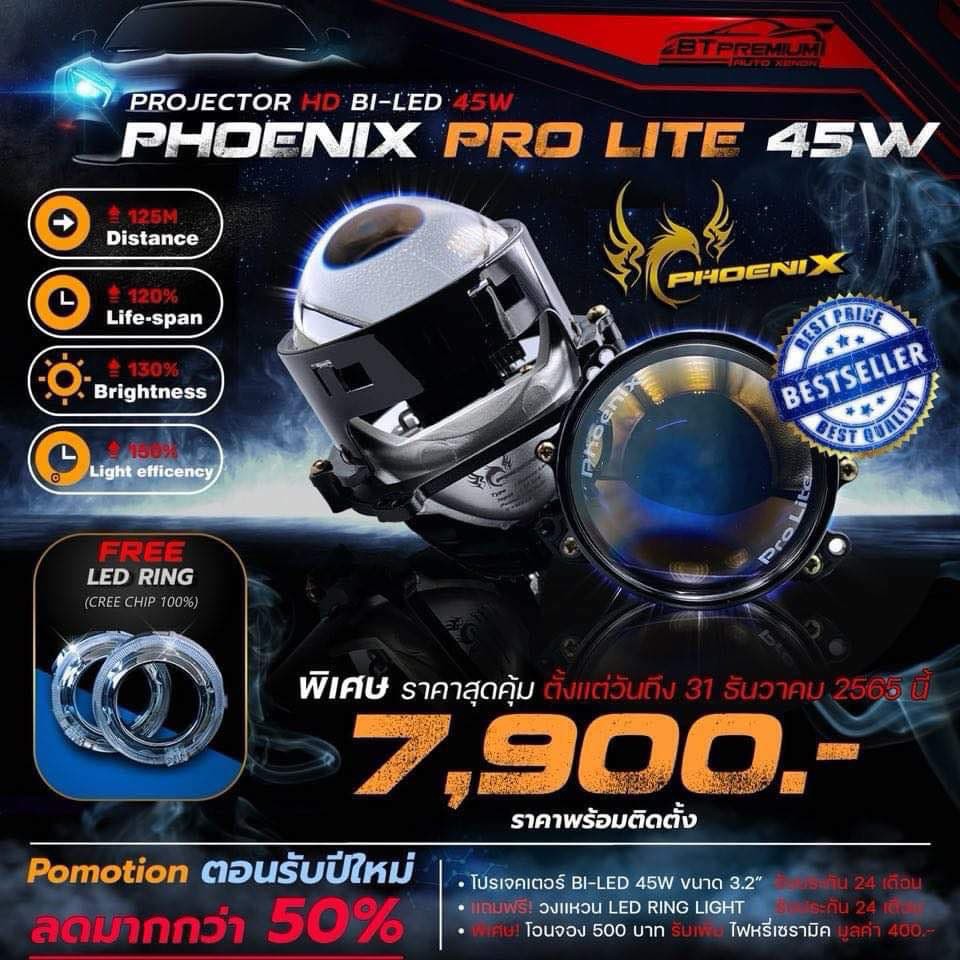 BT PREMIUM
AUTO XENON
PROJECTOR HD BI-LED 45W
PHOENIX PRO LITE 45W
125M
Distance
120%
Life-span
130%
Brightness
150%
Light efficency
PHOENIX
BEST PRICE
BESTSELLER
BEST QUALITY
Phoenix
Pro Lite
FREE
LED RING
(CREE CHIP 100%)
พิเศษ ราคาสุดคุ้ม ตั้งแต่วันถึง 31 ธันวาคม 2565 นี้
7,900.-
ราคาพร้อมติดตั้ง
Pomotion ตอนรับปีใหม่
ลดมากกว่า 50%
• โปรเจคเตอร์ BI-LED 45W ขนาด 3.2” รับประกัน 24 เดือน
• แถมฟรี! วงแหวน LED RING LIGHT รับประกัน 24 เดือน
• พิเศษ! โอนจอง 500 บาท รับเพิ่ม ไฟหรี่เซรามิค มูลค่า 400.-